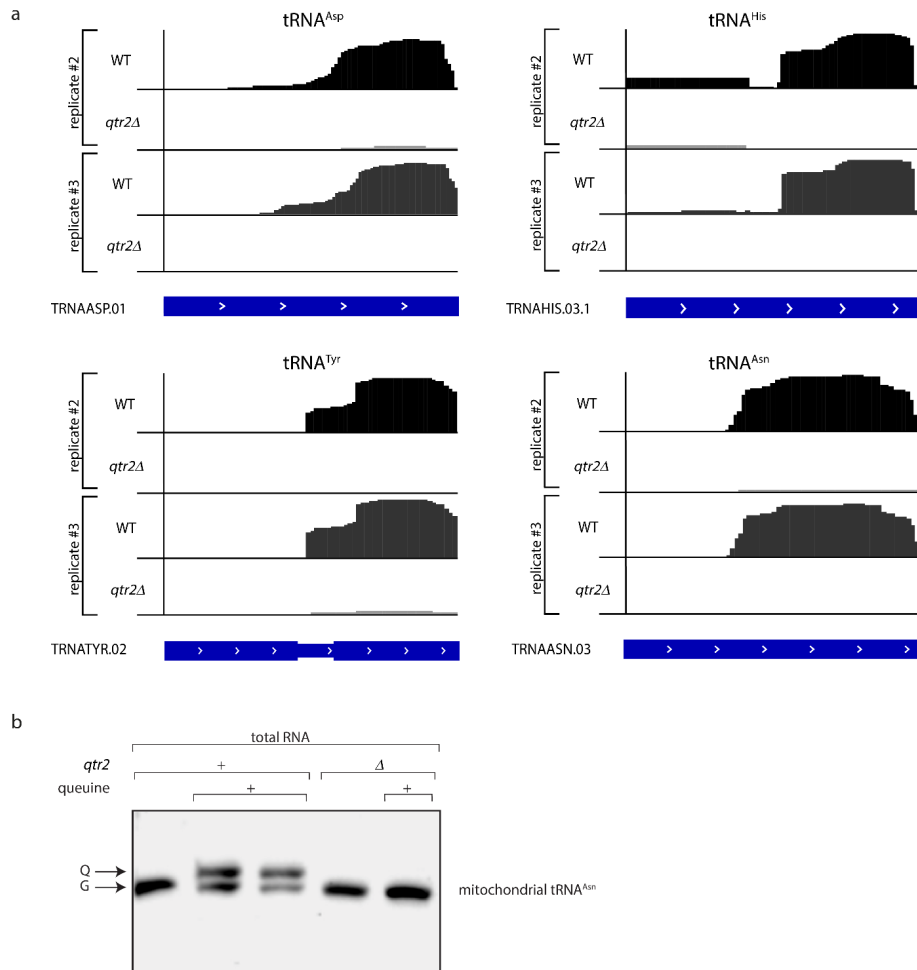 a
tRNAAsp
replicate #2
WT
qtr2Δ
replicate #3
WT
qtr2Δ
TRNAASP.01
tRNAHis
replicate #2
WT
qtr2Δ
replicate #3
WT
qtr2Δ
TRNAHIS.03.1
tRNATyr
replicate #2
WT
qtr2Δ
replicate #3
WT
qtr2Δ
TRNATYR.02
tRNAAsn
replicate #2
WT
qtr2Δ
replicate #3
WT
qtr2Δ
TRNAASN.03
b
total RNA
qtr2 + Δ
queuine + +
Q
G
mitochondrial tRNAAsn